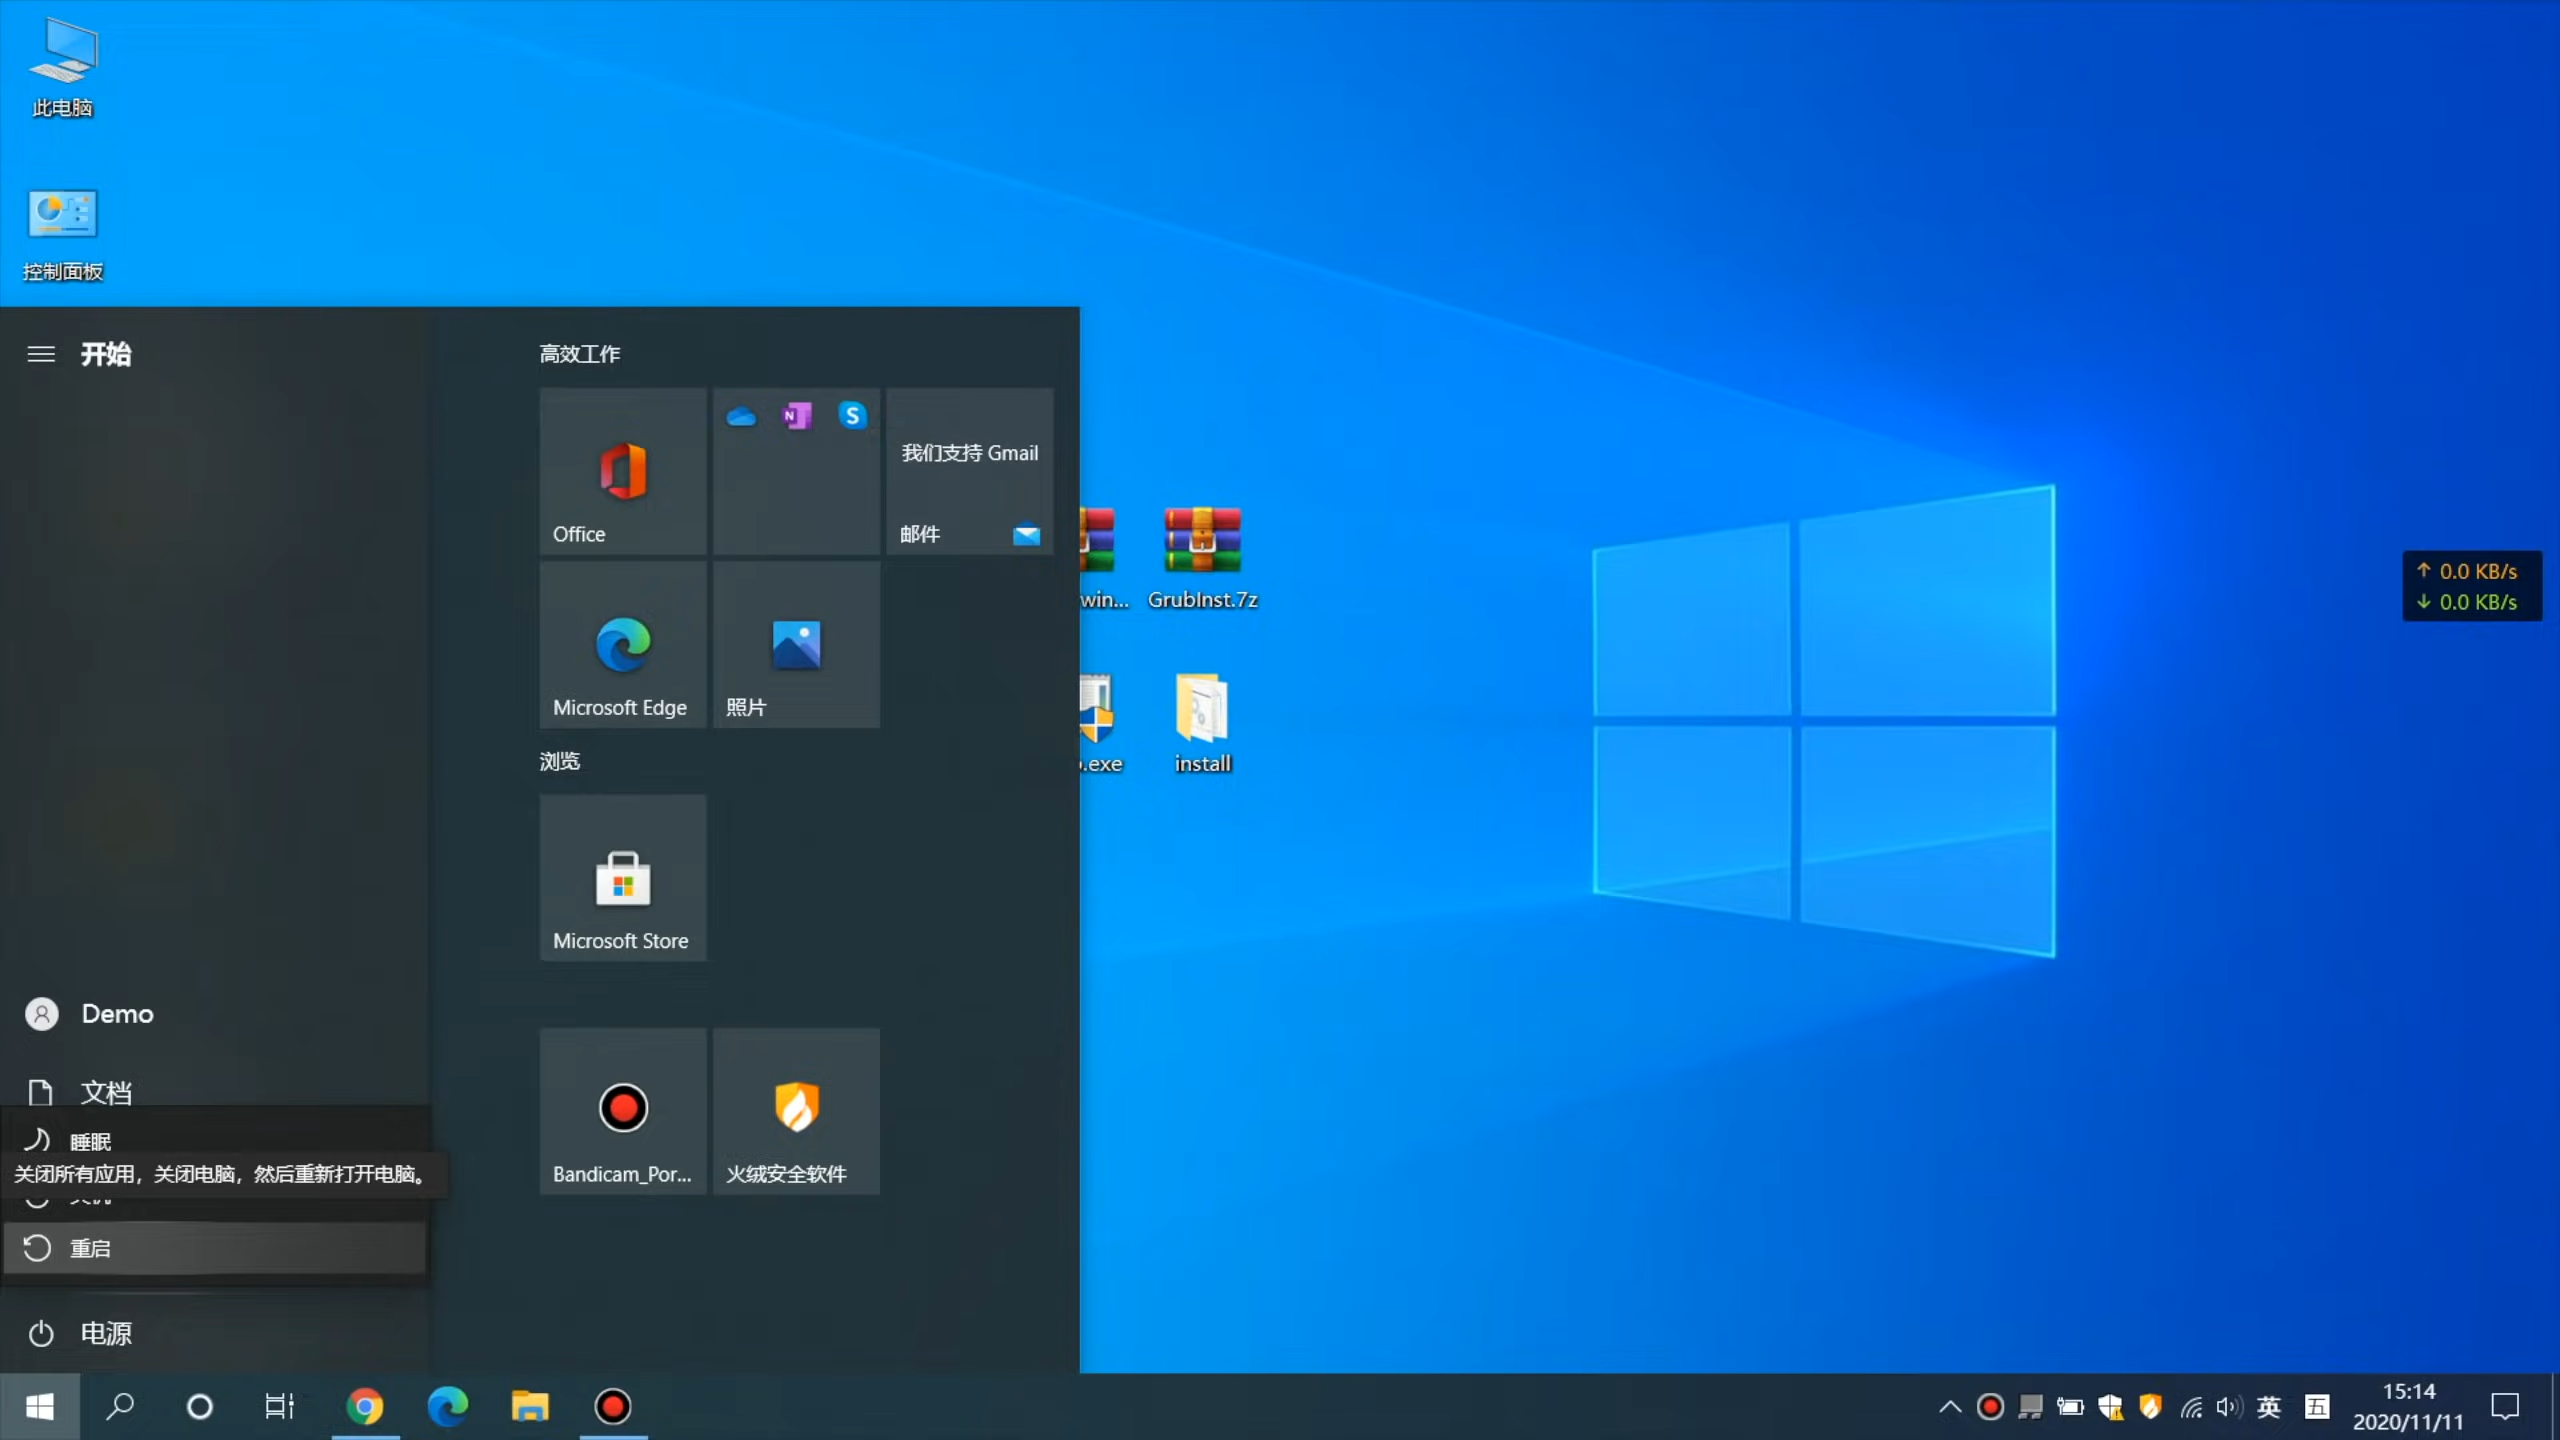 此电脑
控制面板
开始
高效工作
我们支持 Gmail
Office
邮件
Microsoft Edge
照片
浏览
Microsoft Store
Bandicam_Por...
火绒安全软件
Demo
文档
睡眠
关闭所有应用，关闭电脑，然后重新打开电脑。
重启
电源
win...
GrubInst.7z
.exe
install
↑ 0.0 KB/s
↓ 0.0 KB/s
英
五
15:14
2020/11/11